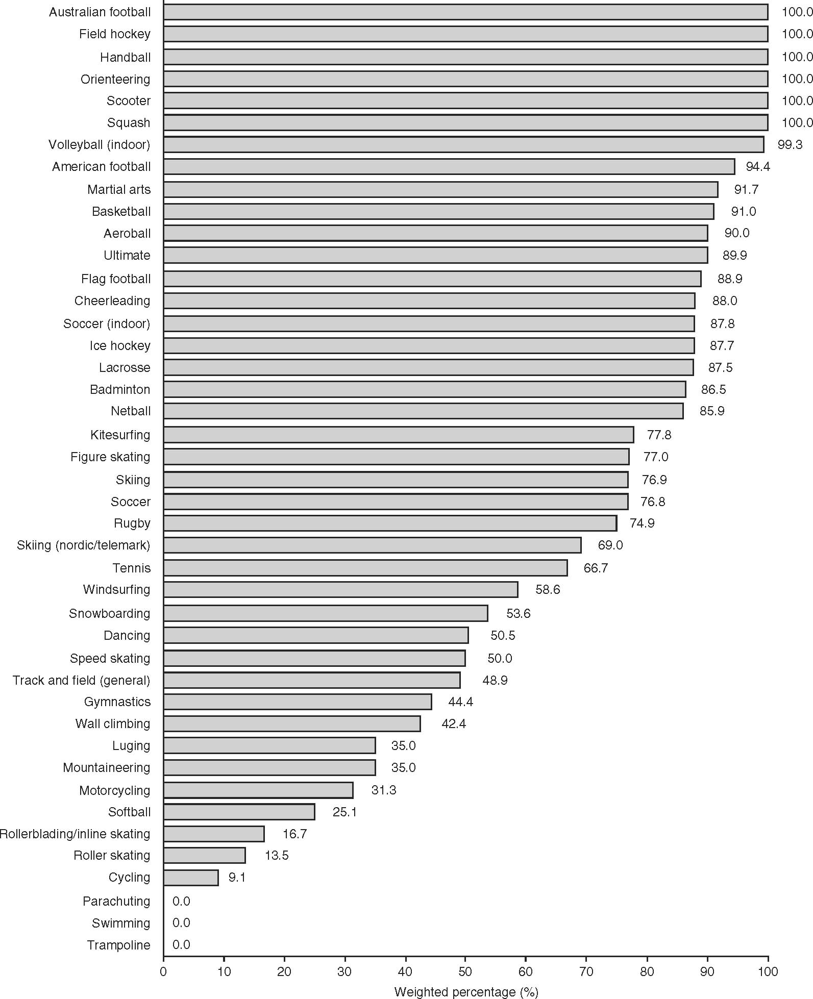 Australian football 100.0
Field hockey 100.0
Handball 100.0
Orienteering 100.0
Scooter 100.0
Squash 100.0
Volleyball (indoor) 99.3
American football 94.4
Martial arts 91.7
Basketball 91.0
Aeroball 90.0
Ultimate 89.9
Flag football 88.9
Cheerleading 88.0
Soccer (indoor) 87.8
Ice hockey 87.7
Lacrosse 87.5
Badminton 86.5
Netball 85.9
Kitesurfing 77.8
Figure skating 77.0
Skiing 76.9
Soccer 76.8
Rugby 74.9
Skiing (nordic/telemark) 69.0
Tennis 66.7
Windsurfing 58.6
Snowboarding 53.6
Dancing 50.5
Speed skating 50.0
Track and field (general) 48.9
Gymnastics 44.4
Wall climbing 42.4
Luging 35.0
Mountaineering 35.0
Motorcycling 31.3
Softball 25.1
Rollerblading/inline skating 16.7
Roller skating 13.5
Cycling 9.1
Parachuting 0.0
Swimming 0.0
Trampoline 0.0
0 10 20 30 40 50 60 70 80 90 100
Weighted percentage (%)